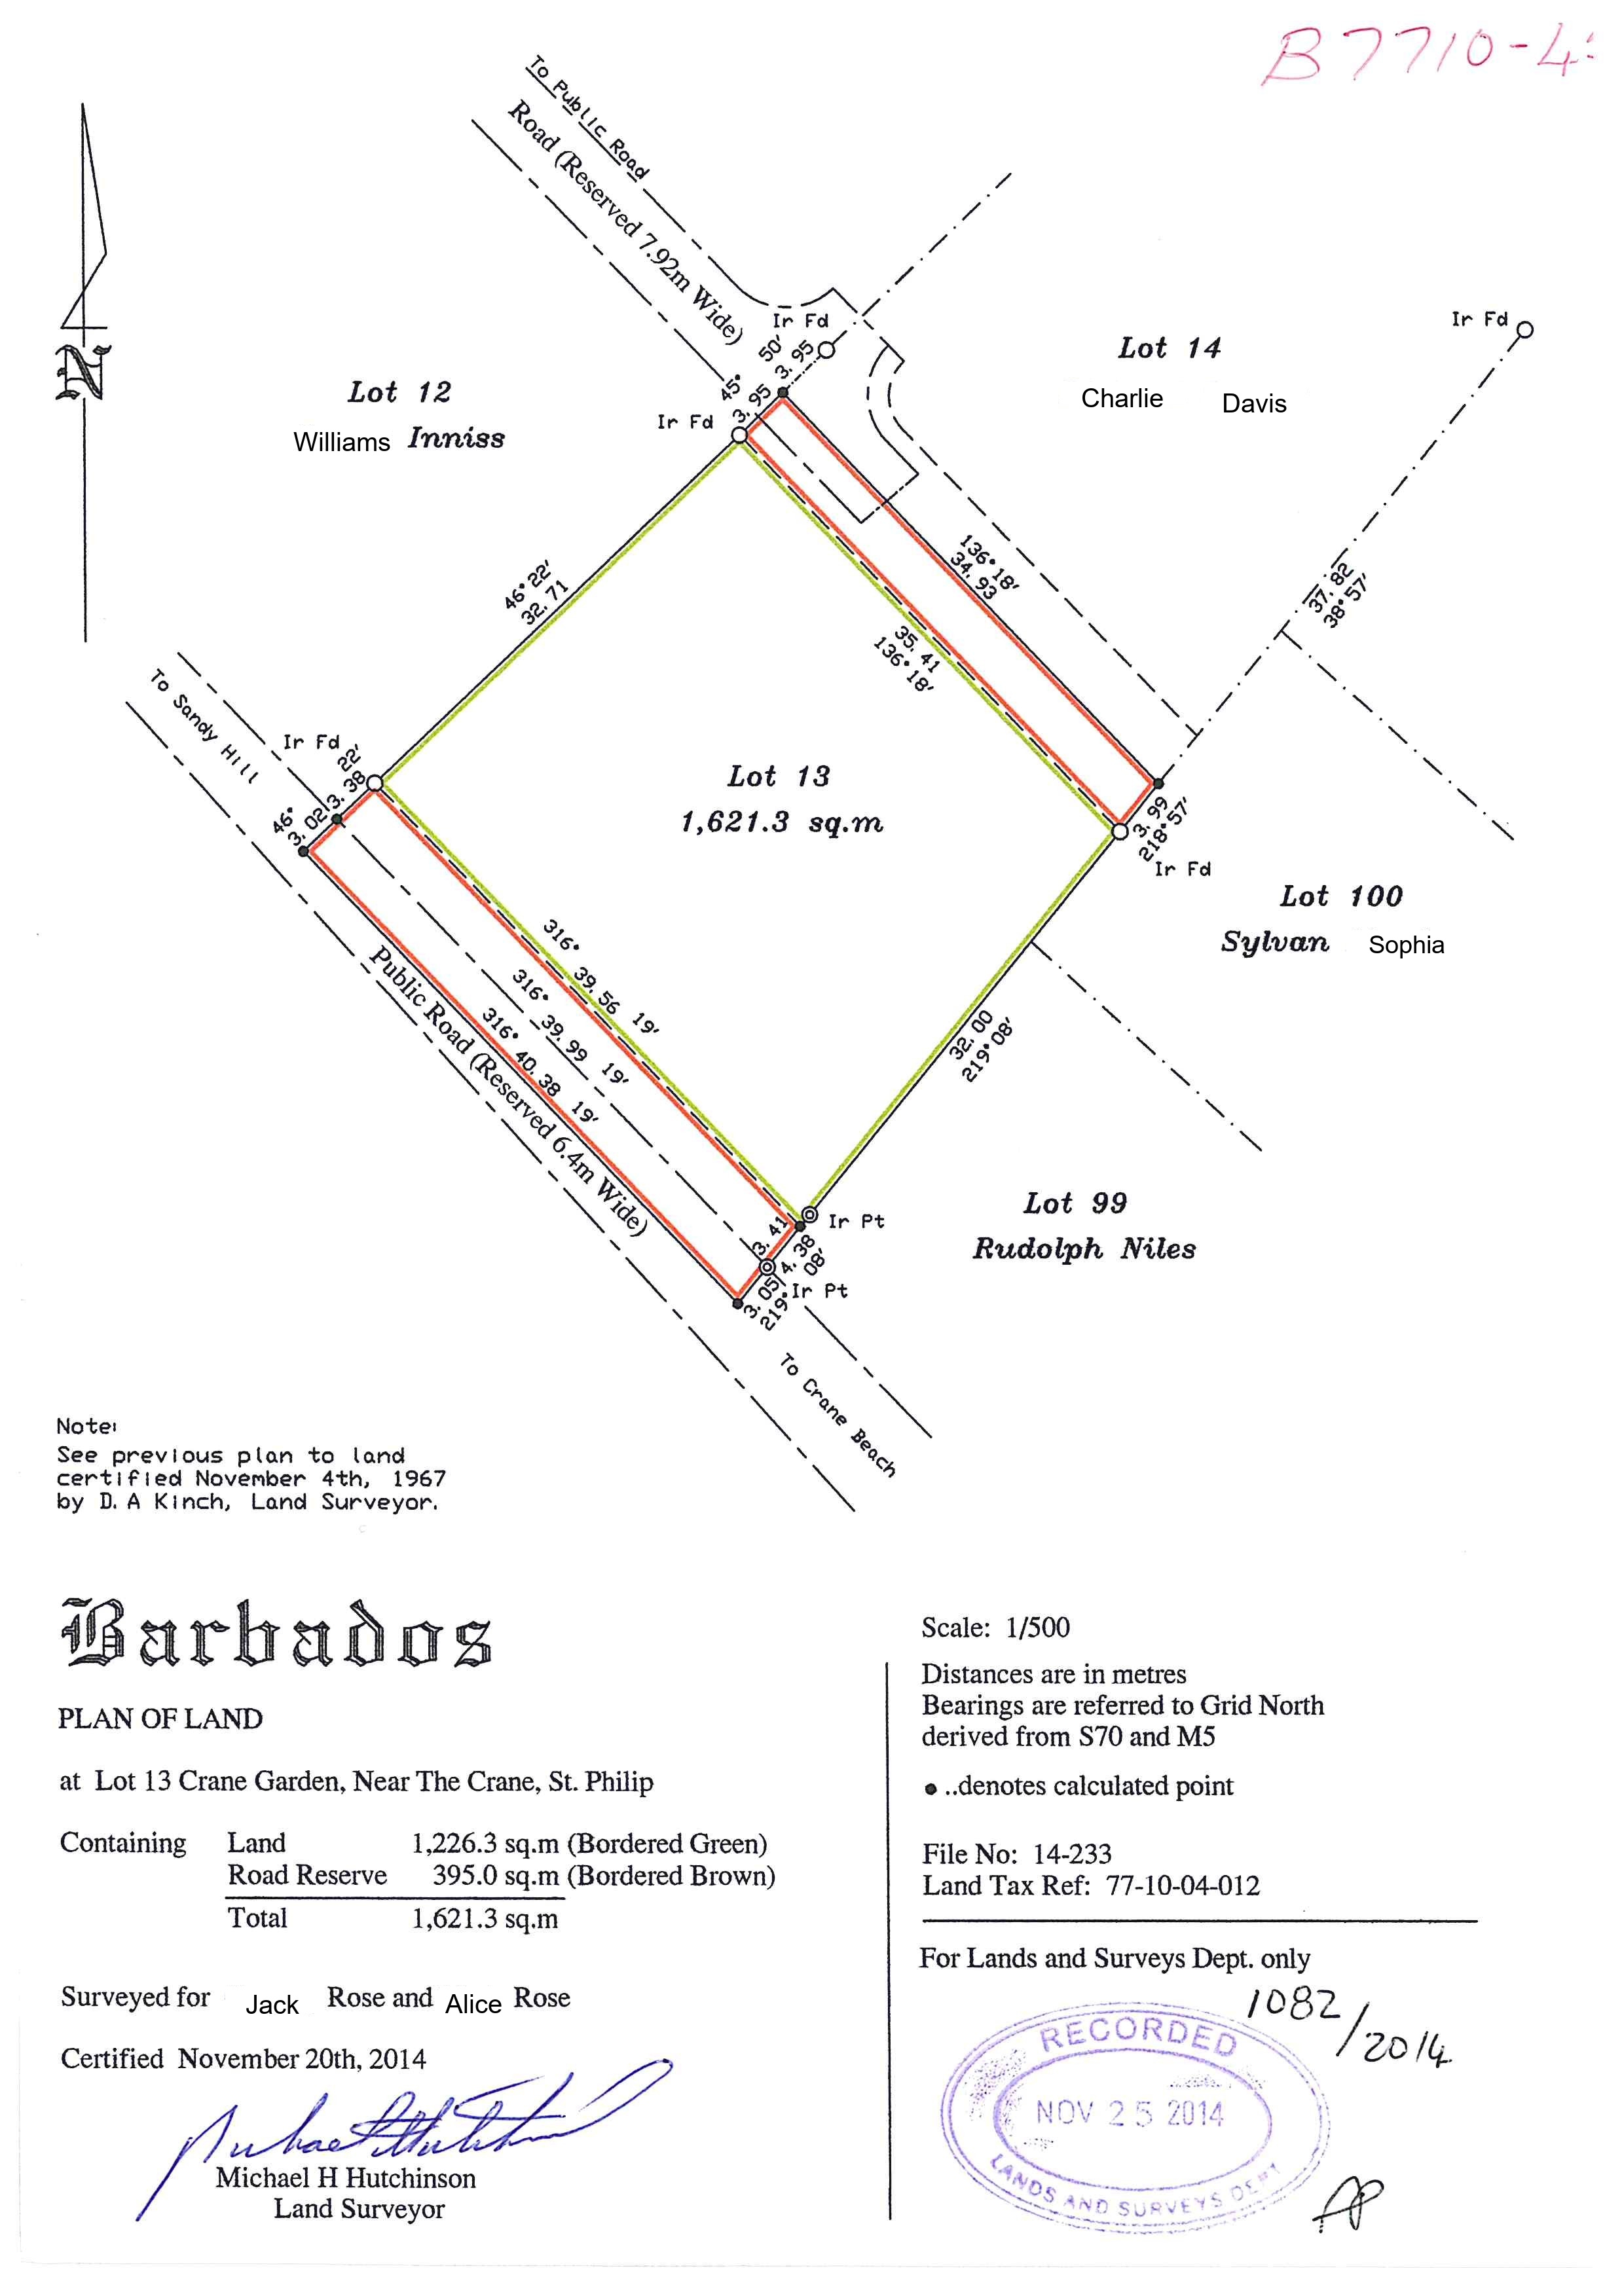 B7710-4
To Public Road
Road (Reserved 7.92m Wide)
Ir Fd
50'
3.95
45°
3.95
Ir Fd
Lot 12
Williams Inniss
Lot 14
Charlie Davis
Ir Fd
37.82
38°57'
136°18'
34.93
35.41
136°18'
46°22'
32.71
To Sandy Hill
Ir Fd
22'
3.38
46°
3.02
Lot 13
1,621.3 sq.m
3.99
218°57'
Ir Fd
Lot 100
Sylvan Sophia
316° 39.56 19'
316° 39.99 19'
316° 40.38 19'
Public Road (Reserved 6.4m Wide)
32.00
219°08'
Lot 99
Rudolph Niles
Ir Pt
3.41
4.38
08'
Ir Pt
3.05
219°
To Crane Beach
Note:
See previous plan to land
certified November 4th, 1967
by D. A Kinch, Land Surveyor.
Barbados
PLAN OF LAND
at Lot 13 Crane Garden, Near The Crane, St. Philip
Containing Land 1,226.3 sq.m (Bordered Green)
Road Reserve 395.0 sq.m (Bordered Brown)
Total 1,621.3 sq.m
Surveyed for Jack Rose and Alice Rose
Certified November 20th, 2014
Michael H Hutchinson
Land Surveyor
Scale: 1/500
Distances are in metres
Bearings are referred to Grid North
derived from S70 and M5
● ..denotes calculated point
File No: 14-233
Land Tax Ref: 77-10-04-012
For Lands and Surveys Dept. only
1082/2014
RECORDED
NOV 25 2014
LANDS AND SURVEYS DEPT
AP
N